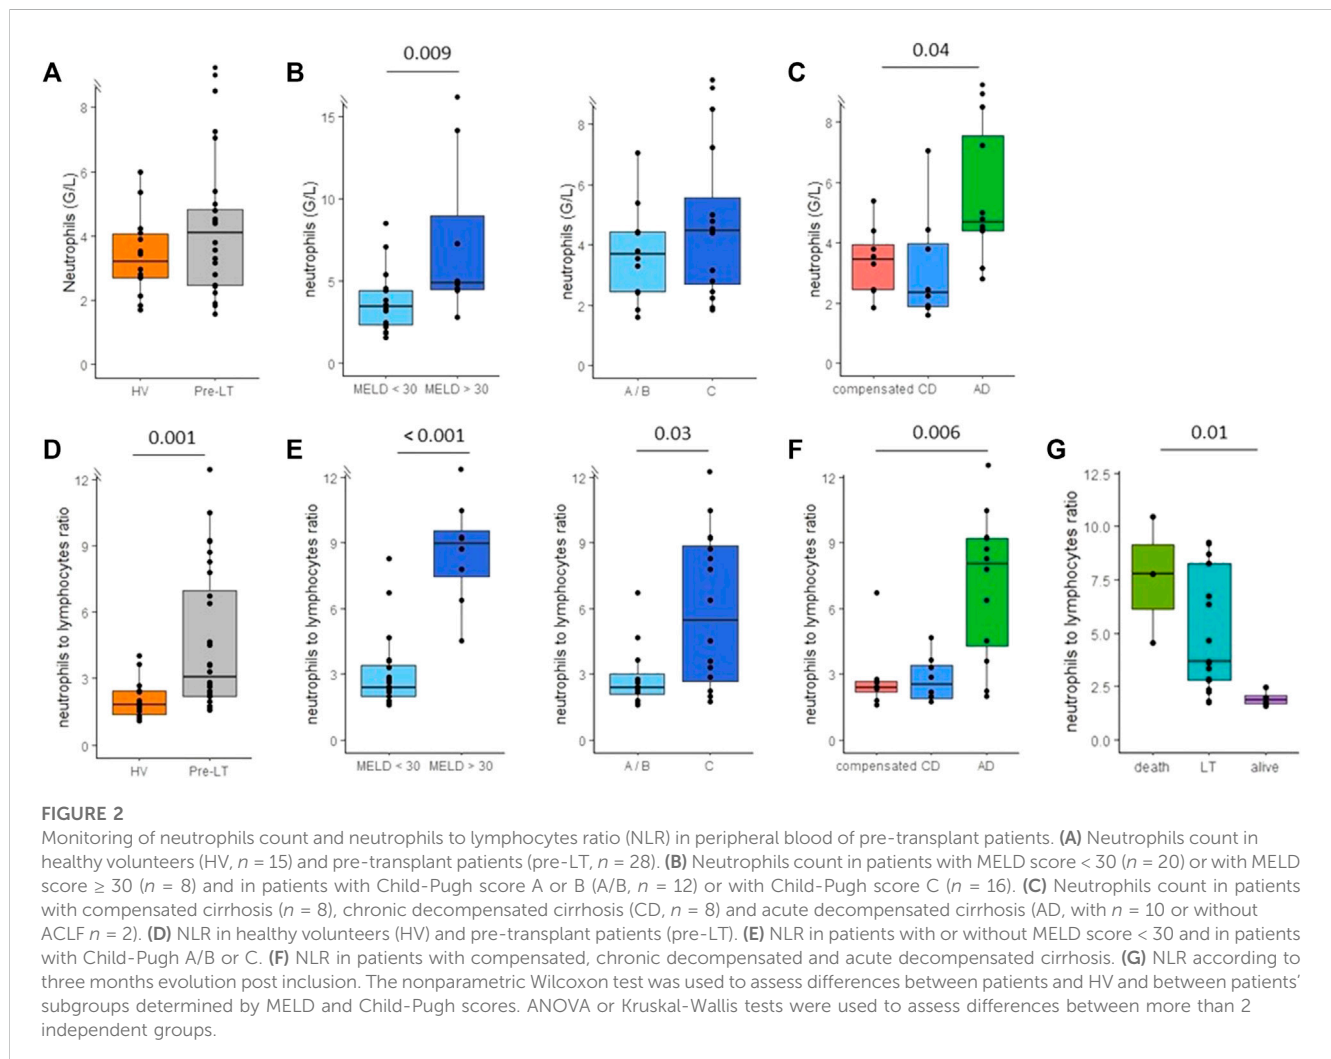 A
8
6
4
2
0
Neutrophils (G/L)
HV
Pre-LT
B
0.009
15
10
5
0
neutrophils (G/L)
MELD < 30
MELD > 30
8
6
4
2
0
neutrophils (G/L)
A / B
C
C
0.04
8
6
4
2
0
neutrophils (G/L)
compensated
CD
AD
D
0.001
12
9
6
3
0
neutrophils to lymphocytes ratio
HV
Pre-LT
E
< 0.001
12
9
6
3
0
neutrophils to lymphocytes ratio
MELD < 30
MELD > 30
0.03
12
9
6
3
0
neutrophils to lymphocytes ratio
A / B
C
F
0.006
12
9
6
3
0
neutrophils to lymphocytes ratio
compensated
CD
AD
G
0.01
12.5
10.0
7.5
5.0
2.5
0.0
neutrophils to lymphocytes ratio
death
LT
alive
FIGURE 2
Monitoring of neutrophils count and neutrophils to lymphocytes ratio (NLR) in peripheral blood of pre-transplant patients. (A) Neutrophils count in
healthy volunteers (HV, n = 15) and pre-transplant patients (pre-LT, n = 28). (B) Neutrophils count in patients with MELD score < 30 (n = 20) or with MELD
score ≥ 30 (n = 8) and in patients with Child-Pugh score A or B (A/B, n = 12) or with Child-Pugh score C (n = 16). (C) Neutrophils count in patients
with compensated cirrhosis (n = 8), chronic decompensated cirrhosis (CD, n = 8) and acute decompensated cirrhosis (AD, with n = 10 or without
ACLF n = 2). (D) NLR in healthy volunteers (HV) and pre-transplant patients (pre-LT). (E) NLR in patients with or without MELD score < 30 and in patients
with Child-Pugh A/B or C. (F) NLR in patients with compensated, chronic decompensated and acute decompensated cirrhosis. (G) NLR according to
three months evolution post inclusion. The nonparametric Wilcoxon test was used to assess differences between patients and HV and between patients'
subgroups determined by MELD and Child-Pugh scores. ANOVA or Kruskal-Wallis tests were used to assess differences between more than 2
independent groups.